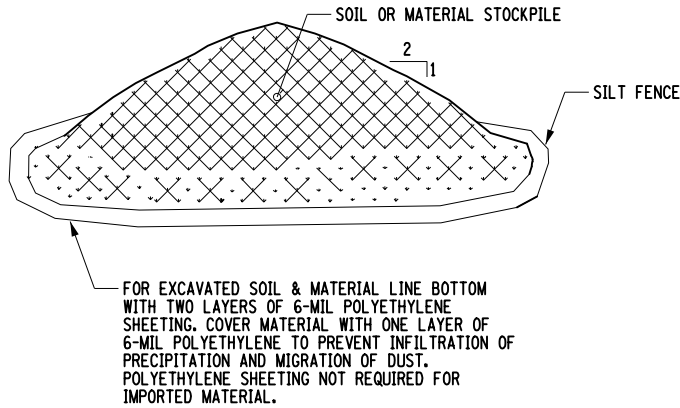 SOIL OR MATERIAL STOCKPILE
2
1
SILT FENCE
FOR EXCAVATED SOIL & MATERIAL LINE BOTTOM
WITH TWO LAYERS OF 6-MIL POLYETHYLENE
SHEETING. COVER MATERIAL WITH ONE LAYER OF
6-MIL POLYETHYLENE TO PREVENT INFILTRATION OF
PRECIPITATION AND MIGRATION OF DUST.
POLYETHYLENE SHEETING NOT REQUIRED FOR
IMPORTED MATERIAL.